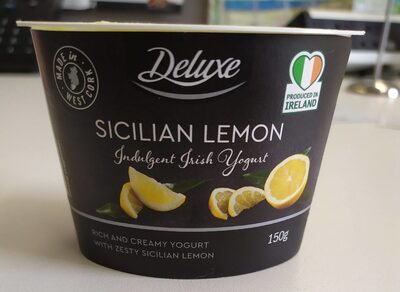 MADE IN
WEST CORK
Deluxe
PRODUCED IN
IRELAND
SICILIAN LEMON
Indulgent Irish Yogurt
RICH AND CREAMY YOGURT
WITH ZESTY SICILIAN LEMON
150g